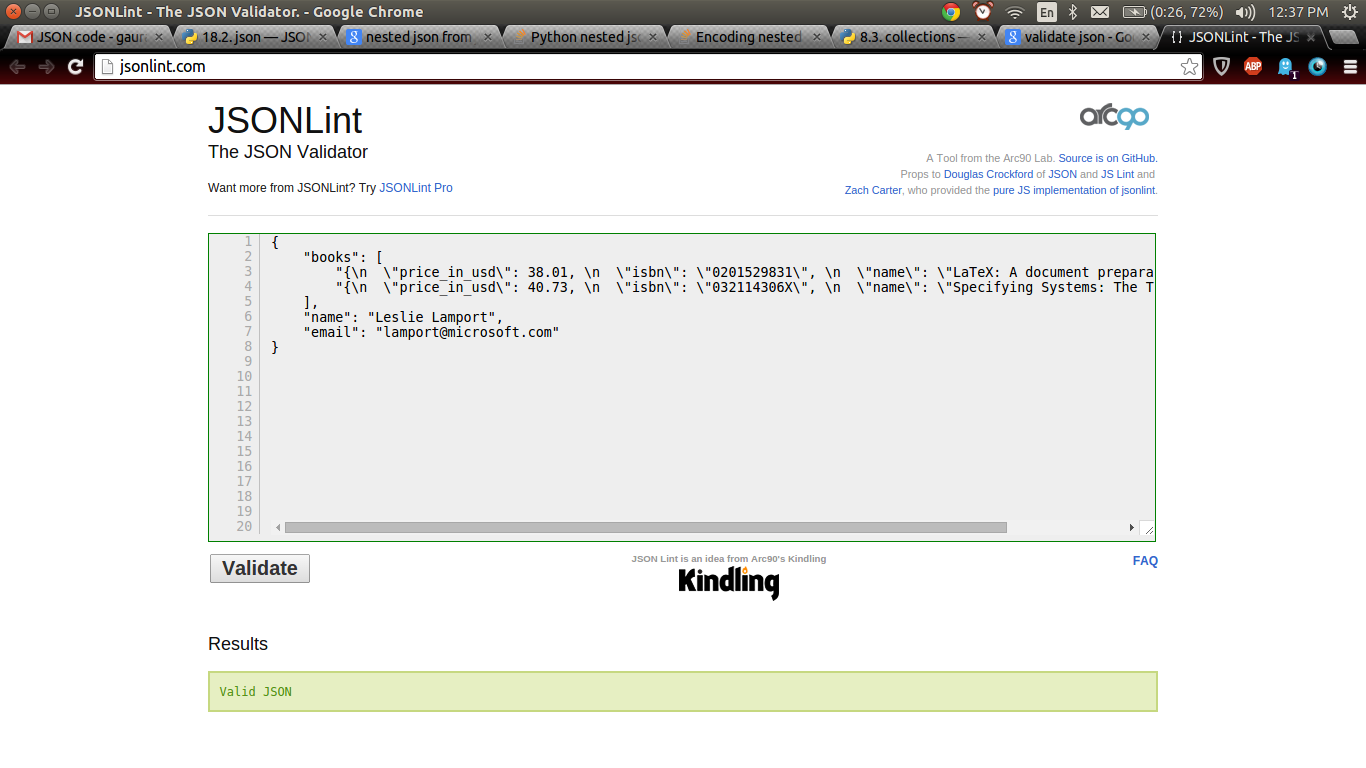 JSONLint - The JSON Validator. - Google Chrome
En (0:26, 72%) 12:37 PM
JSON code - gaur
18.2. json — JSON
nested json from
Python nested js
Encoding nested
8.3. collections —
validate json - Go
JSONLint - The JS
jsonlint.com
ABP
1
JSONLint
The JSON Validator
arc90
A Tool from the Arc90 Lab. Source is on GitHub.
Props to Douglas Crockford of JSON and JS Lint and
Zach Carter, who provided the pure JS implementation of jsonlint.
Want more from JSONLint? Try JSONLint Pro
1 {
2 "books": [
3 "{\n  \"price_in_usd\": 38.01, \n  \"isbn\": \"0201529831\", \n  \"name\": \"LaTeX: A document prepara
4 "{\n  \"price_in_usd\": 40.73, \n  \"isbn\": \"032114306X\", \n  \"name\": \"Specifying Systems: The T
5 ],
6 "name": "Leslie Lamport",
7 "email": "lamport@microsoft.com"
8 }
9
10
11
12
13
14
15
16
17
18
19
20
Validate
JSON Lint is an idea from Arc90's Kindling
Kindling
FAQ
Results
Valid JSON